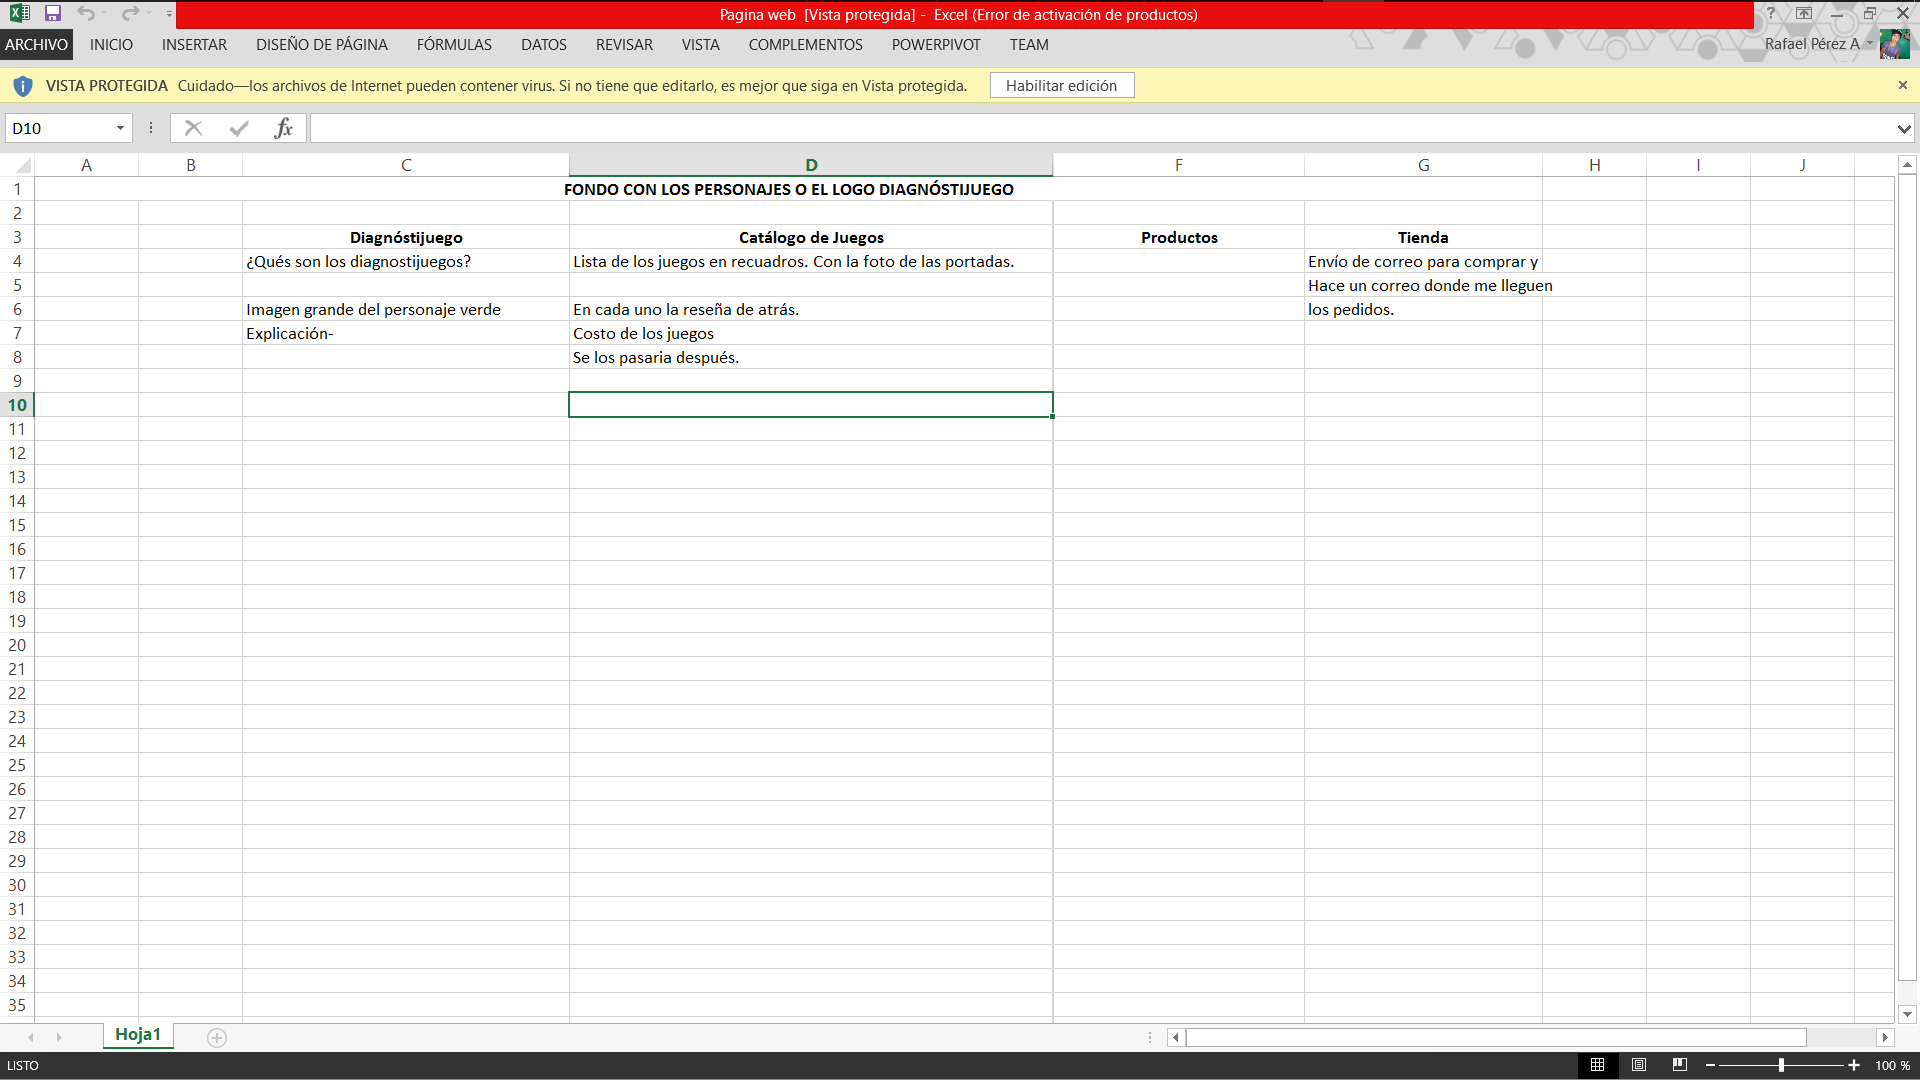 Pagina web [Vista protegida] - Excel (Error de activación de productos)
ARCHIVO INICIO INSERTAR DISEÑO DE PÁGINA FÓRMULAS DATOS REVISAR VISTA COMPLEMENTOS POWERPIVOT TEAM Rafael Pérez A
VISTA PROTEGIDA Cuidado—los archivos de Internet pueden contener virus. Si no tiene que editarlo, es mejor que siga en Vista protegida. Habilitar edición
D10 fx
A B C D F G H I J
1 FONDO CON LOS PERSONAJES O EL LOGO DIAGNÓSTIJUEGO
2
3 Diagnóstijuego Catálogo de Juegos Productos Tienda
4 ¿Qués son los diagnostijuegos? Lista de los juegos en recuadros. Con la foto de las portadas. Envío de correo para comprar y
5 Hace un correo donde me lleguen
6 Imagen grande del personaje verde En cada uno la reseña de atrás. los pedidos.
7 Explicación- Costo de los juegos
8 Se los pasaria después.
9
10
11
12
13
14
15
16
17
18
19
20
21
22
23
24
25
26
27
28
29
30
31
32
33
34
35
Hoja1
LISTO 100 %